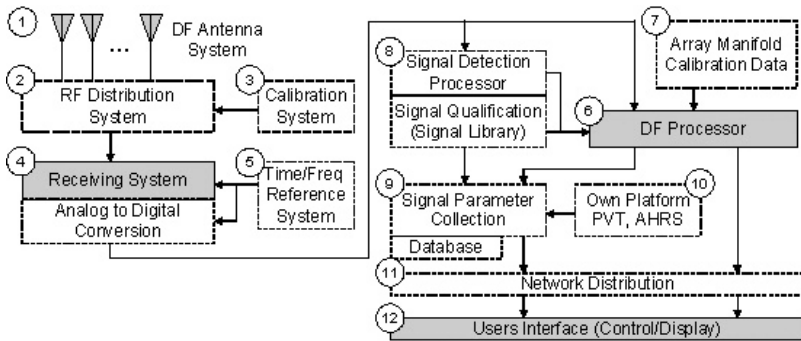 1
...
DF Antenna
System
2
RF Distribution
System
3
Calibration
System
4
Receiving System
Analog to Digital
Conversion
5
Time/Freq
Reference
System
8
Signal Detection
Processor
Signal Qualification
(Signal Library)
7
Array Manifold
Calibration Data
6
DF Processor
9
Signal Parameter
Collection
Database
10
Own Platform
PVT, AHRS
11
Network Distribution
12
Users Interface (Control/Display)